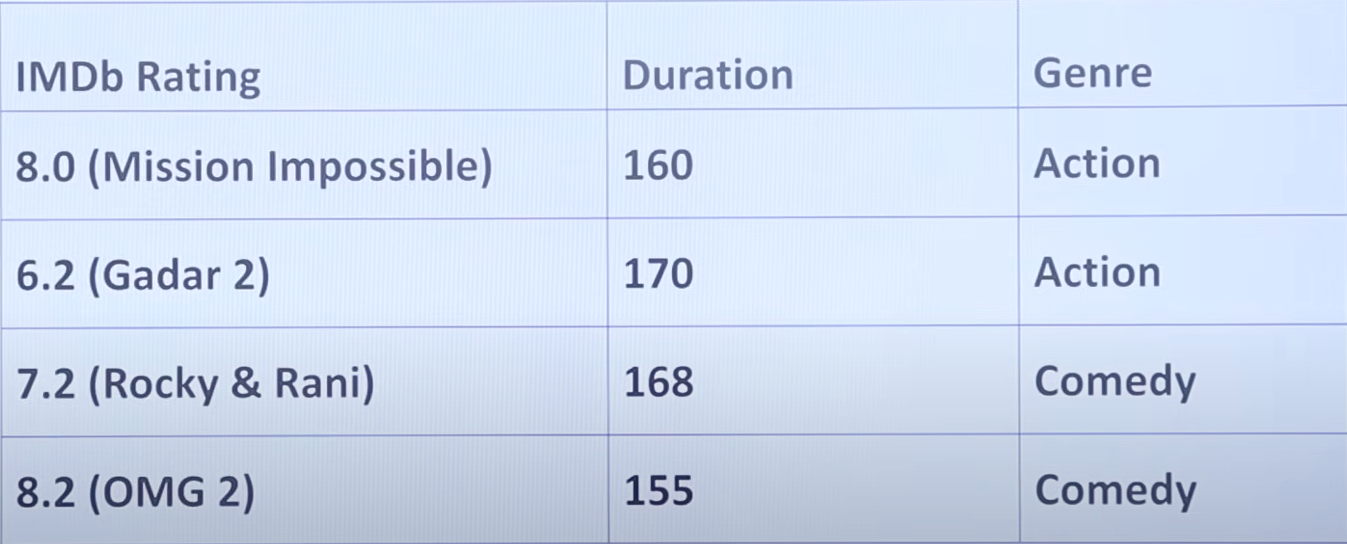 IMDb Rating Duration Genre
8.0 (Mission Impossible) 160 Action
6.2 (Gadar 2) 170 Action
7.2 (Rocky & Rani) 168 Comedy
8.2 (OMG 2) 155 Comedy